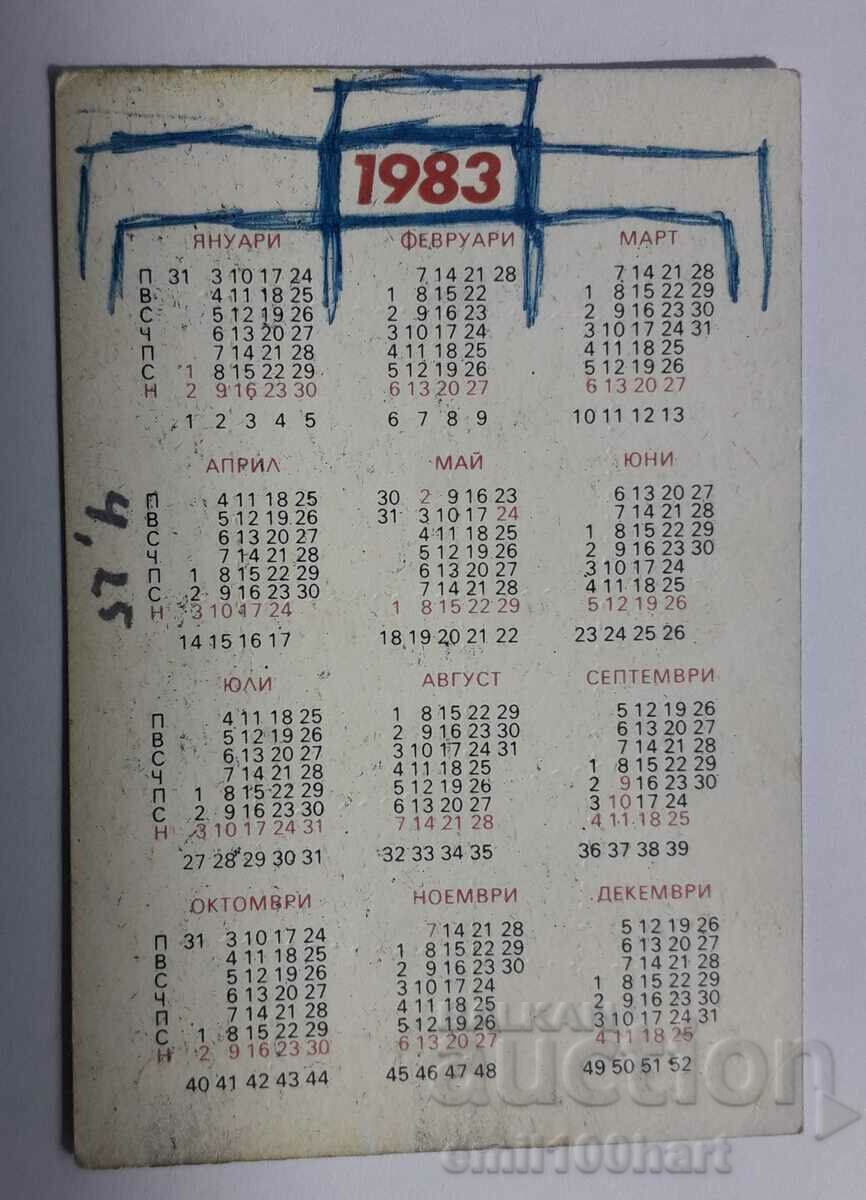 1983
ЯНУАРИ ФЕВРУАРИ МАРТ
П 31 3 10 17 24 7 14 21 28 7 14 21 28
В 4 11 18 25 1 8 15 22 1 8 15 22 29
С 5 12 19 26 2 9 16 23 2 9 16 23 30
Ч 6 13 20 27 3 10 17 24 3 10 17 24 31
П 7 14 21 28 4 11 18 25 4 11 18 25
С 1 8 15 22 29 5 12 19 26 5 12 19 26
Н 2 9 16 23 30 6 13 20 27 6 13 20 27
1 2 3 4 5 6 7 8 9 10 11 12 13
АПРИЛ МАЙ ЮНИ
П 4 11 18 25 30 2 9 16 23 6 13 20 27
В 5 12 19 26 31 3 10 17 24 7 14 21 28
С 6 13 20 27 4 11 18 25 1 8 15 22 29
Ч 7 14 21 28 5 12 19 26 2 9 16 23 30
П 1 8 15 22 29 6 13 20 27 3 10 17 24
С 2 9 16 23 30 7 14 21 28 4 11 18 25
Н 3 10 17 24 1 8 15 22 29 5 12 19 26
14 15 16 17 18 19 20 21 22 23 24 25 26
ЮЛИ АВГУСТ СЕПТЕМВРИ
П 4 11 18 25 1 8 15 22 29 5 12 19 26
В 5 12 19 26 2 9 16 23 30 6 13 20 27
С 6 13 20 27 3 10 17 24 31 7 14 21 28
Ч 7 14 21 28 4 11 18 25 1 8 15 22 29
П 1 8 15 22 29 5 12 19 26 2 9 16 23 30
С 2 9 16 23 30 6 13 20 27 3 10 17 24
Н 3 10 17 24 31 7 14 21 28 4 11 18 25
27 28 29 30 31 32 33 34 35 36 37 38 39
ОКТОМВРИ НОЕМВРИ ДЕКЕМВРИ
П 31 3 10 17 24 7 14 21 28 5 12 19 26
В 4 11 18 25 1 8 15 22 29 6 13 20 27
С 5 12 19 26 2 9 16 23 30 7 14 21 28
Ч 6 13 20 27 3 10 17 24 1 8 15 22 29
П 7 14 21 28 4 11 18 25 2 9 16 23 30
С 1 8 15 22 29 5 12 19 26 3 10 17 24 31
Н 2 9 16 23 30 6 13 20 27 4 11 18 25
40 41 42 43 44 45 46 47 48 49 50 51 52
BALKAN
auction
emil100hart